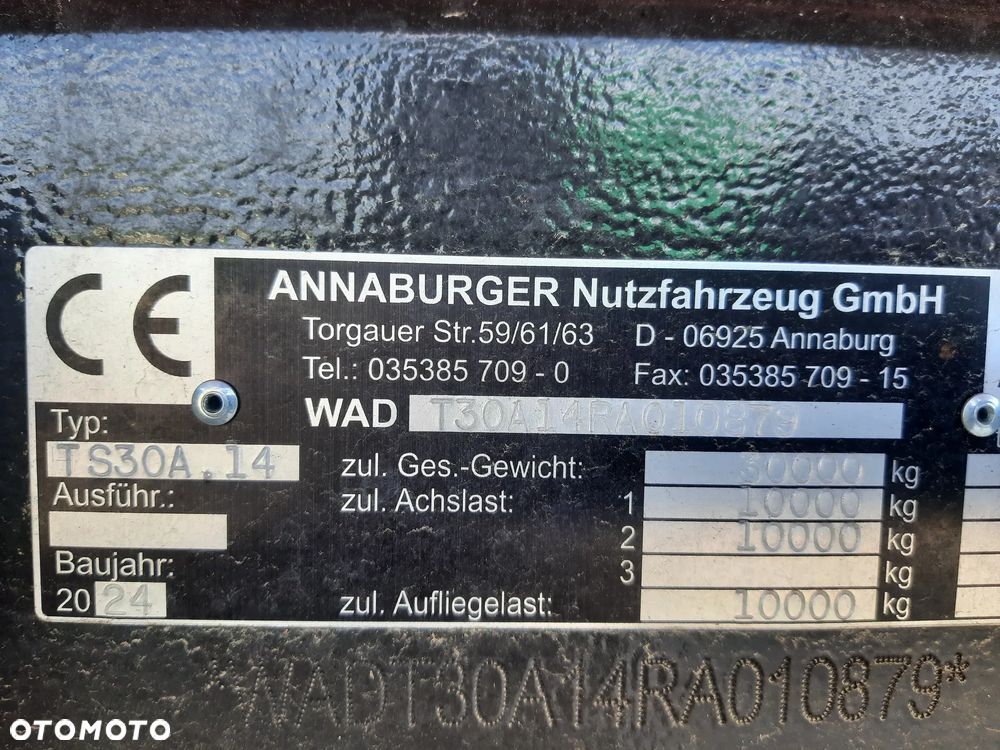 CE
ANNABURGER Nutzfahrzeug GmbH
Torgauer Str.59/61/63 D - 06925 Annaburg
Tel.: 035385 709 - 0 Fax: 035385 709 - 15
WAD T30A14RA010879
Typ:
TS30A.14
Ausführ.:
Baujahr:
20 24
zul. Ges.-Gewicht: 30000 kg
zul. Achslast: 1 10000 kg
2 10000 kg
3 kg
zul. Aufliegelast: 10000 kg
*WADT30A14RA010879*
OTOMOTO